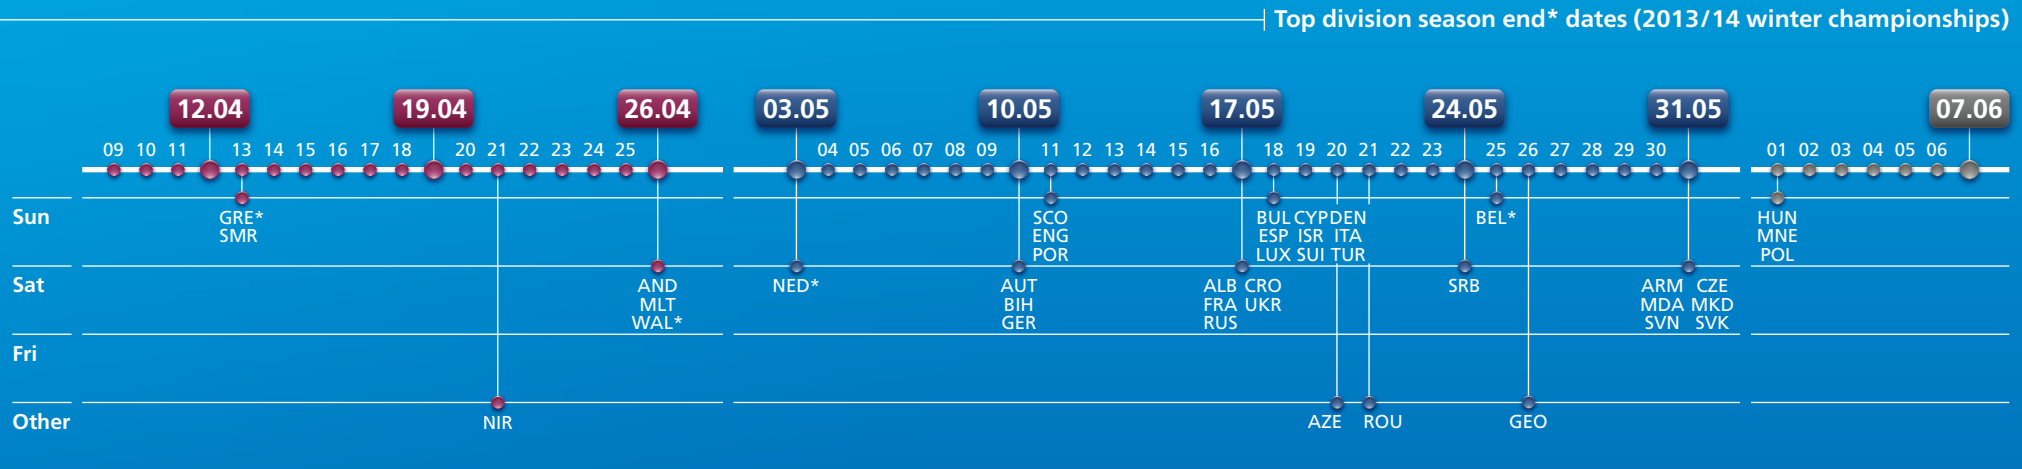 Top division season end* dates (2013/14 winter championships)
12.04 19.04 26.04 03.05 10.05 17.05 24.05 31.05 07.06
09 10 11 13 14 15 16 17 18 20 21 22 23 24 25 04 05 06 07 08 09 11 12 13 14 15 16 18 19 20 21 22 23 25 26 27 28 29 30 01 02 03 04 05 06
Sun GRE* SCO BUL CYP DEN BEL* HUN
SMR ENG ESP ISR ITA MNE
POR LUX SUI TUR POL
Sat AND NED* AUT ALB CRO SRB ARM CZE
MLT BIH FRA UKR MDA MKD
WAL* GER RUS SVN SVK
Fri
Other NIR AZE ROU GEO